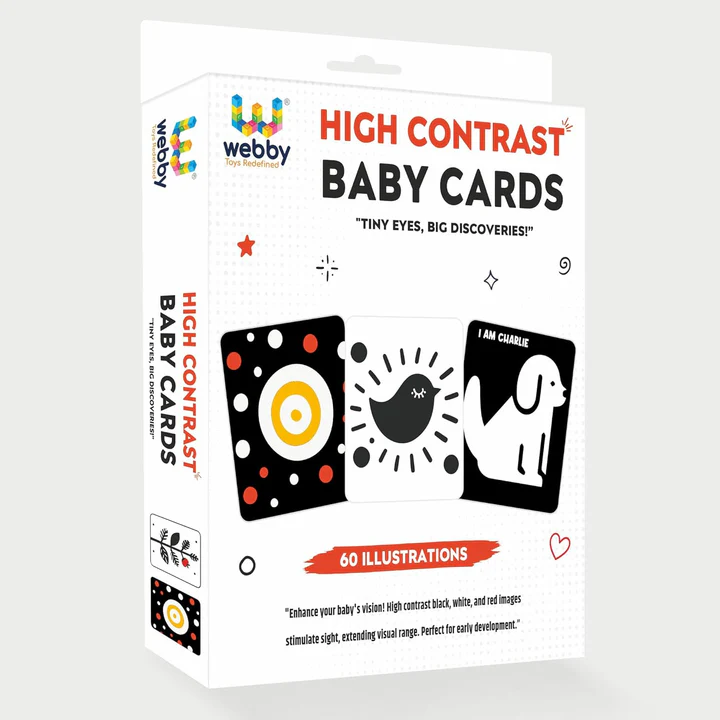 webby
Toys Redefined
®
HIGH CONTRAST
BABY CARDS
"TINY EYES, BIG DISCOVERIES!"
I AM CHARLIE
60 ILLUSTRATIONS
"Enhance your baby's vision! High contrast black, white, and red images
stimulate sight, extending visual range. Perfect for early development."
webby
Toys Redefined
®
HIGH CONTRAST
BABY CARDS
"TINY EYES, BIG DISCOVERIES!"